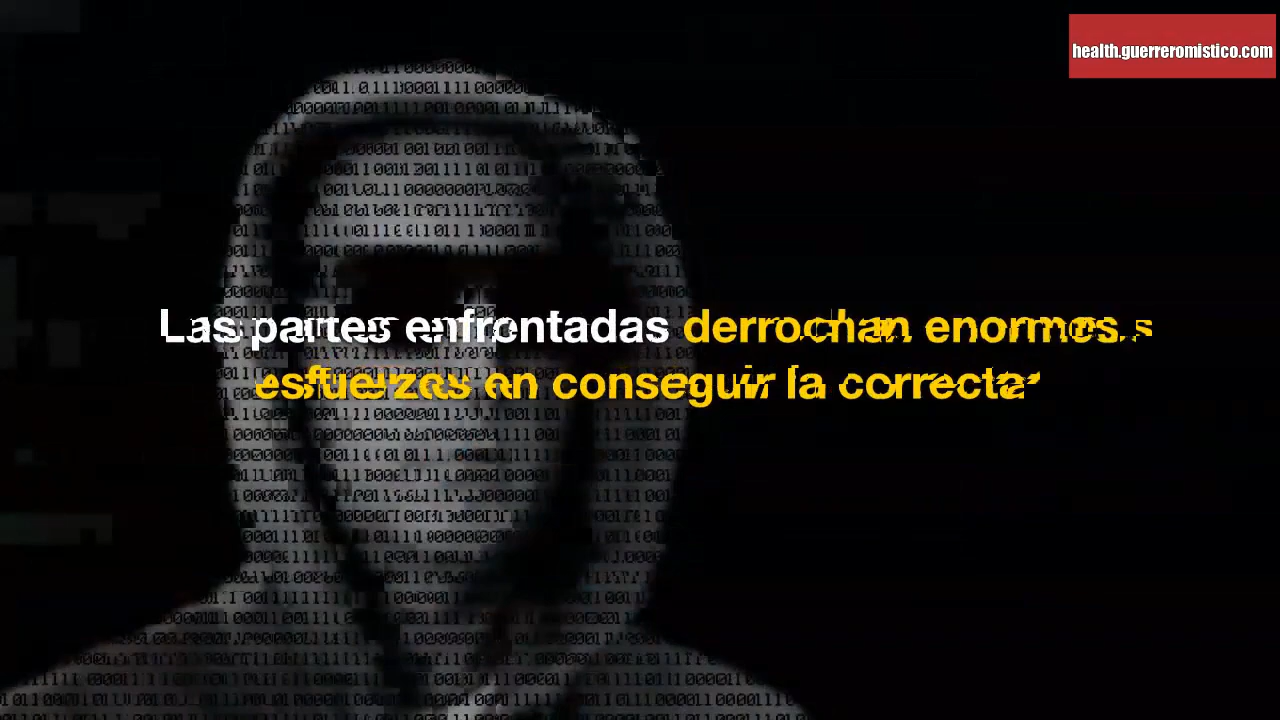 health.guerreromistico.com
Las partes enfrontadas derrochan enormes
esfuerzos en conseguir la correcta